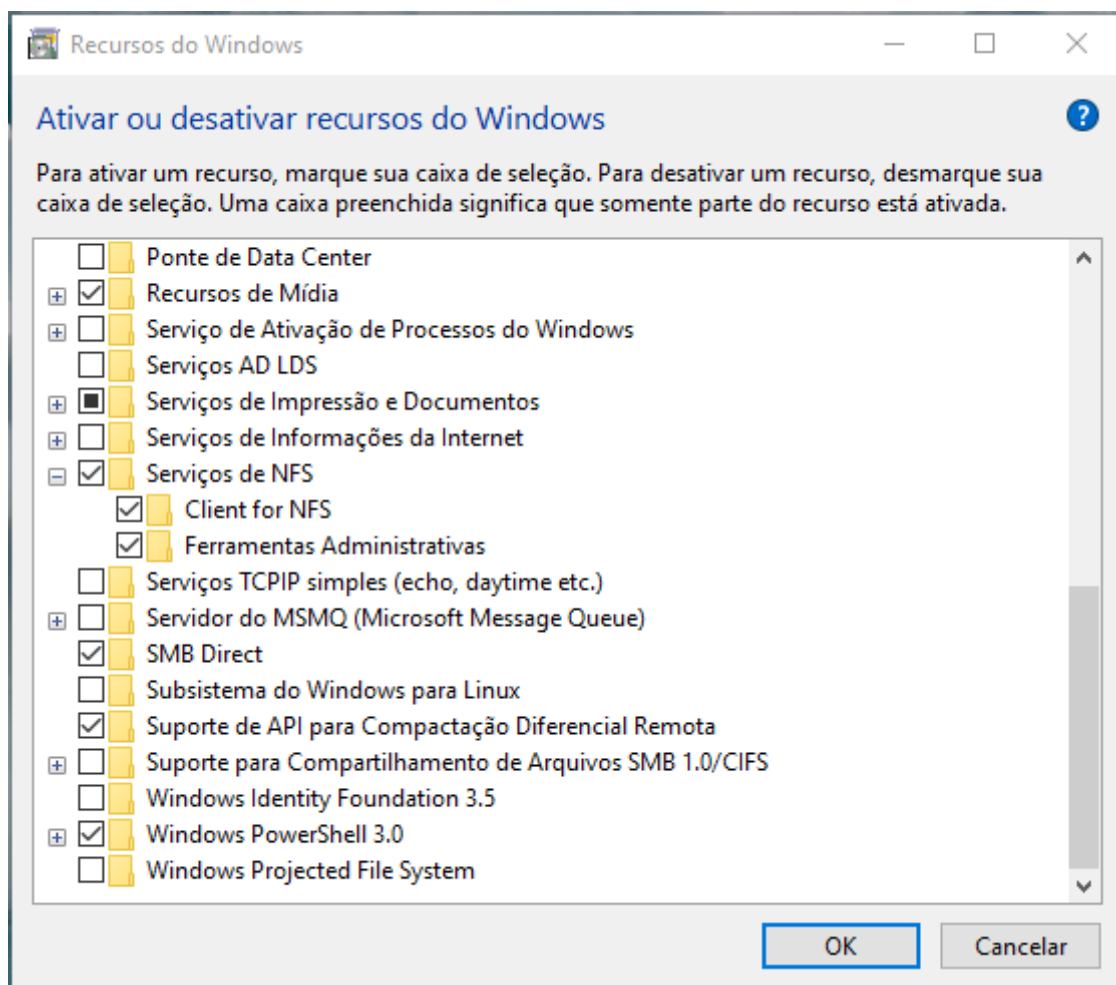 Recursos do Windows
Ativar ou desativar recursos do Windows
?
Para ativar um recurso, marque sua caixa de seleção. Para desativar um recurso, desmarque sua
caixa de seleção. Uma caixa preenchida significa que somente parte do recurso está ativada.
Ponte de Data Center
Recursos de Mídia
Serviço de Ativação de Processos do Windows
Serviços AD LDS
Serviços de Impressão e Documentos
Serviços de Informações da Internet
Serviços de NFS
Client for NFS
Ferramentas Administrativas
Serviços TCPIP simples (echo, daytime etc.)
Servidor do MSMQ (Microsoft Message Queue)
SMB Direct
Subsistema do Windows para Linux
Suporte de API para Compactação Diferencial Remota
Suporte para Compartilhamento de Arquivos SMB 1.0/CIFS
Windows Identity Foundation 3.5
Windows PowerShell 3.0
Windows Projected File System
OK Cancelar